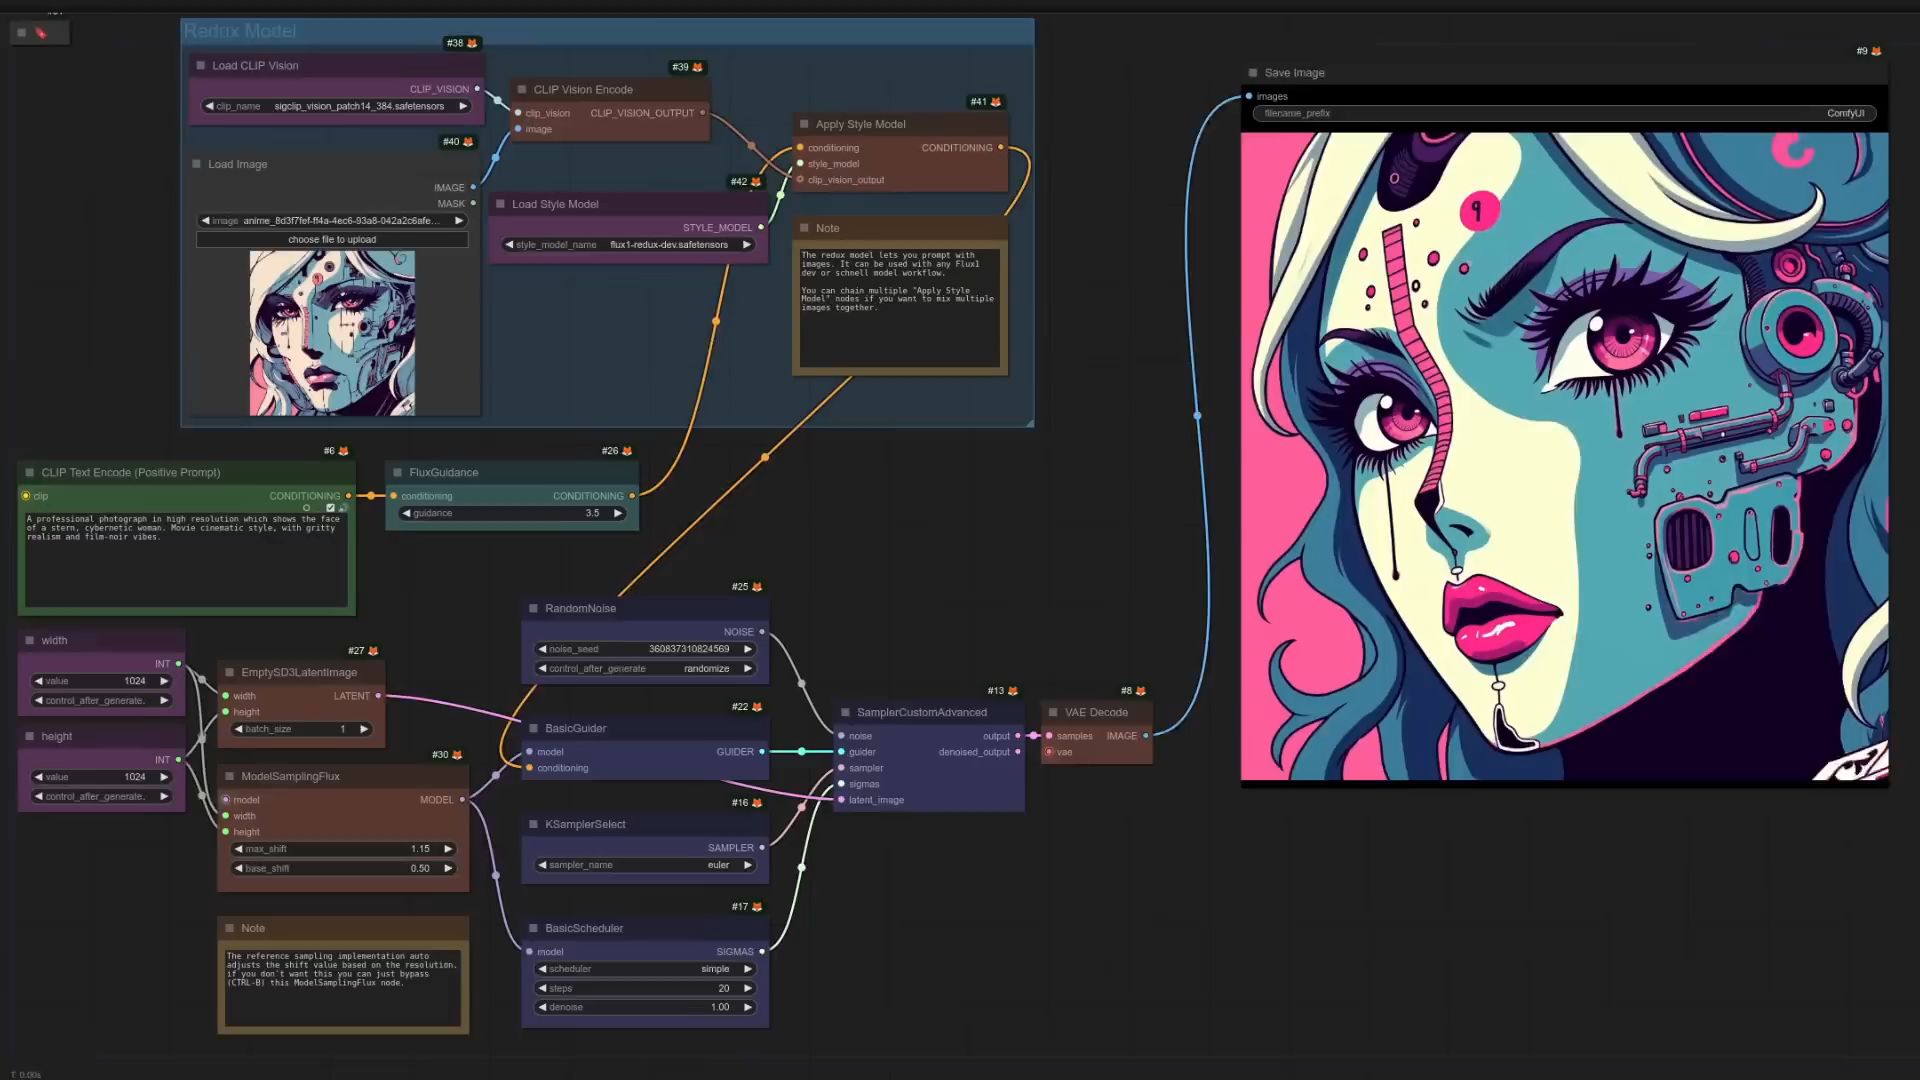 Redux Model
#38
Load CLIP Vision
CLIP_VISION
clip_name sigclip_vision_patch14_384.safetensors
#39
CLIP Vision Encode
clip_vision CLIP_VISION_OUTPUT
image
#40
Load Image
IMAGE
MASK
image anime_8d3f7fef-ff4a-4ec6-93a8-042a2c6afe...
choose file to upload
#42
Load Style Model
STYLE_MODEL
style_model_name flux1-redux-dev.safetensors
#41
Apply Style Model
conditioning CONDITIONING
style_model
clip_vision_output
Note
The redux model lets you prompt with
images. It can be used with any Flux1
dev or schnell model workflow.
You can chain multiple "Apply Style
Model" nodes if you want to mix multiple
images together.
#9
Save Image
images
filename_prefix ComfyUI
9
#6
CLIP Text Encode (Positive Prompt)
clip CONDITIONING
A professional photograph in high resolution which shows the face
of a stern, cybernetic woman. Movie cinematic style, with gritty
realism and film-noir vibes.
#26
FluxGuidance
conditioning CONDITIONING
guidance 3.5
width
INT
value 1024
control_after_generate.
height
INT
value 1024
control_after_generate.
#27
EmptySD3LatentImage
width LATENT
height
batch_size 1
#30
ModelSamplingFlux
model MODEL
width
height
max_shift 1.15
base_shift 0.50
Note
The reference sampling implementation auto
adjusts the shift value based on the resolution.
if you don't want this you can just bypass
(CTRL-B) this ModelSamplingFlux node.
#25
RandomNoise
NOISE
noise_seed 360837310824569
control_after_generate randomize
#22
BasicGuider
model GUIDER
conditioning
#16
KSamplerSelect
SAMPLER
sampler_name euler
#17
BasicScheduler
model SIGMAS
scheduler simple
steps 20
denoise 1.00
#13
SamplerCustomAdvanced
noise output
guider denoised_output
sampler
sigmas
latent_image
#8
VAE Decode
samples IMAGE
vae
T: 0.00s